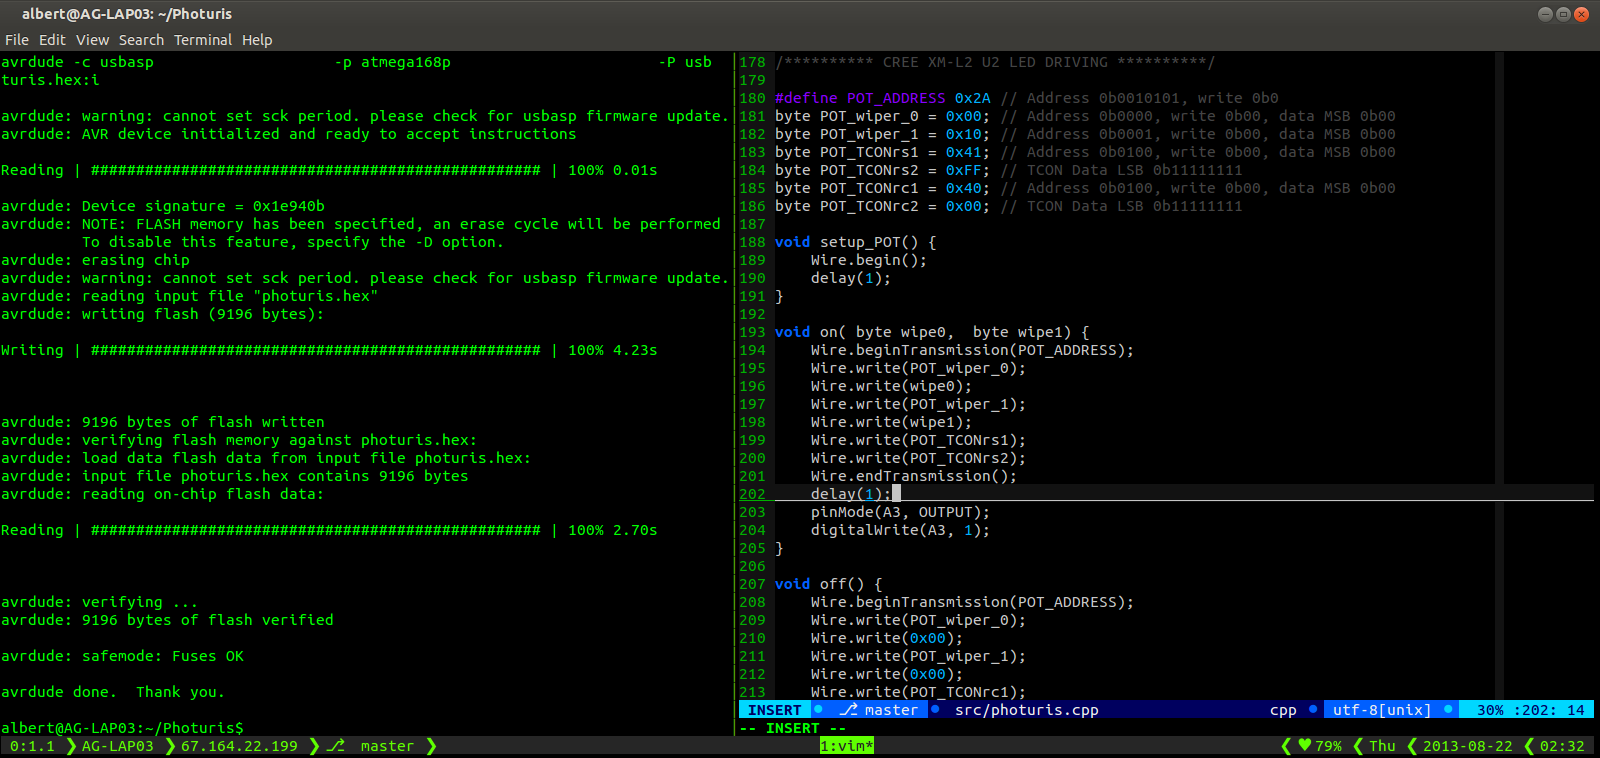 albert@AG-LAP03: ~/Photuris
File Edit View Search Terminal Help
avrdude -c usbasp -p atmega168p -P usb
turis.hex:i
avrdude: warning: cannot set sck period. please check for usbasp firmware update.
avrdude: AVR device initialized and ready to accept instructions
Reading | ################################################## | 100% 0.01s
avrdude: Device signature = 0x1e940b
avrdude: NOTE: FLASH memory has been specified, an erase cycle will be performed
To disable this feature, specify the -D option.
avrdude: erasing chip
avrdude: warning: cannot set sck period. please check for usbasp firmware update.
avrdude: reading input file "photuris.hex"
avrdude: writing flash (9196 bytes):
Writing | ################################################## | 100% 4.23s
avrdude: 9196 bytes of flash written
avrdude: verifying flash memory against photuris.hex:
avrdude: load data flash data from input file photuris.hex:
avrdude: input file photuris.hex contains 9196 bytes
avrdude: reading on-chip flash data:
Reading | ################################################## | 100% 2.70s
avrdude: verifying ...
avrdude: 9196 bytes of flash verified
avrdude: safemode: Fuses OK
avrdude done.  Thank you.
albert@AG-LAP03:~/Photuris$
178 /********** CREE XM-L2 U2 LED DRIVING **********/
179
180 #define POT_ADDRESS 0x2A // Address 0b0010101, write 0b0
181 byte POT_wiper_0 = 0x00; // Address 0b0000, write 0b00, data MSB 0b00
182 byte POT_wiper_1 = 0x10; // Address 0b0001, write 0b00, data MSB 0b00
183 byte POT_TCONrs1 = 0x41; // Address 0b0100, write 0b00, data MSB 0b00
184 byte POT_TCONrs2 = 0xFF; // TCON Data LSB 0b11111111
185 byte POT_TCONrc1 = 0x40; // Address 0b0100, write 0b00, data MSB 0b00
186 byte POT_TCONrc2 = 0x00; // TCON Data LSB 0b11111111
187
188 void setup_POT() {
189     Wire.begin();
190     delay(1);
191 }
192
193 void on( byte wipe0,  byte wipe1) {
194     Wire.beginTransmission(POT_ADDRESS);
195     Wire.write(POT_wiper_0);
196     Wire.write(wipe0);
197     Wire.write(POT_wiper_1);
198     Wire.write(wipe1);
199     Wire.write(POT_TCONrs1);
200     Wire.write(POT_TCONrs2);
201     Wire.endTransmission();
202     delay(1);
203     pinMode(A3, OUTPUT);
204     digitalWrite(A3, 1);
205 }
206
207 void off() {
208     Wire.beginTransmission(POT_ADDRESS);
209     Wire.write(POT_wiper_0);
210     Wire.write(0x00);
211     Wire.write(POT_wiper_1);
212     Wire.write(0x00);
213     Wire.write(POT_TCONrc1);
INSERT ⎇ master src/photuris.cpp cpp utf-8[unix] 30% :202: 14
-- INSERT --
0:1.1 ❯ AG-LAP03 ❯ 67.164.22.199 ❯ ⎇ master ❯ 1:vim* ❮ ♥ 79% ❮ Thu ❮ 2013-08-22 ❮ 02:32